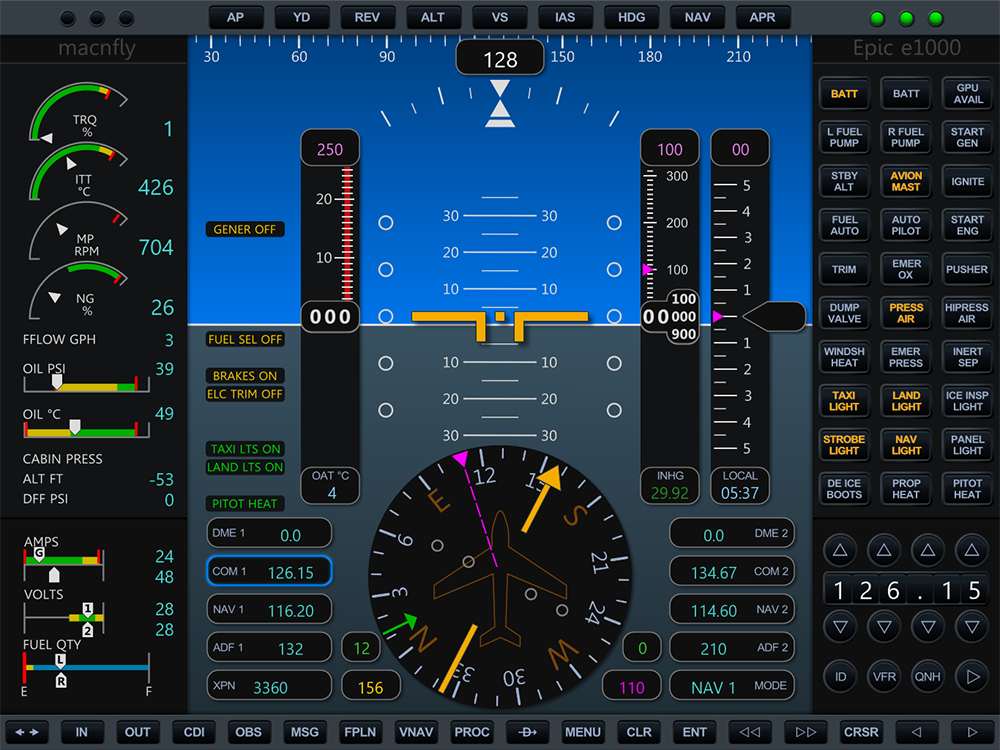 AP YD REV ALT VS IAS HDG NAV APR
macnfly
Epic e1000
30 60 90 128 150 180 210
TRQ
%
1
ITT
°C
426
MP
RPM
704
NG
%
26
FFLOW GPH 3
OIL PSI 39
OIL °C 49
CABIN PRESS
ALT FT -53
DFF PSI 0
AMPS 24
48
VOLTS 28
28
1
2
FUEL QTY
G
L
R
E F
GENER OFF
FUEL SEL OFF
BRAKES ON
ELC TRIM OFF
TAXI LTS ON
LAND LTS ON
PITOT HEAT
250
20
10
000
OAT °C
4
30 30
20 20
10 10
10 10
20 20
30 30
100
300
200
100
00
100
000
900
INHG
29.92
00
5
4
3
2
1
1
2
3
4
5
LOCAL
05:37
DME 1 0.0
COM 1 126.15
NAV 1 116.20
ADF 1 132
XPN 3360
12
156
12 15 S 21 24 W 30 33 N 3 6 E
0.0 DME 2
134.67 COM 2
114.60 NAV 2
210 ADF 2
NAV 1 MODE
0
110
BATT BATT GPU AVAIL
L FUEL PUMP R FUEL PUMP START GEN
STBY ALT AVION MAST IGNITE
FUEL AUTO AUTO PILOT START ENG
TRIM EMER OX PUSHER
DUMP VALVE PRESS AIR HIPRESS AIR
WINDSH HEAT EMER PRESS INERT SEP
TAXI LIGHT LAND LIGHT ICE INSP LIGHT
STROBE LIGHT NAV LIGHT PANEL LIGHT
DE ICE BOOTS PROP HEAT PITOT HEAT
126.15
ID VFR QNH
IN OUT CDI OBS MSG FPLN VNAV PROC D MENU CLR ENT CRSR